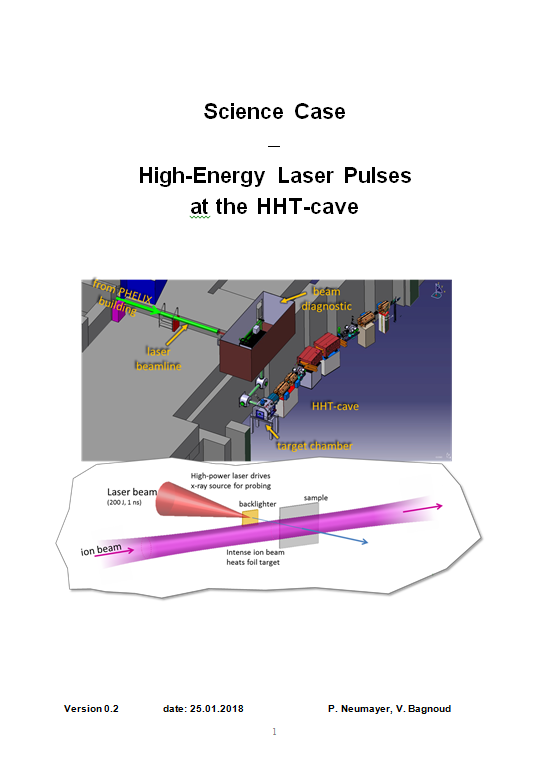 Science Case
–
High-Energy Laser Pulses
at the HHT-cave
from PHELIX
building
beam
diagnostic
laser
beamline
HHT-cave
target chamber
High-power laser drives
x-ray source for probing
Laser beam
(200 J, 1 ns)
backlighter
sample
ion beam
Intense ion beam
heats foil target
Version 0.2 date: 25.01.2018 P. Neumayer, V. Bagnoud
1